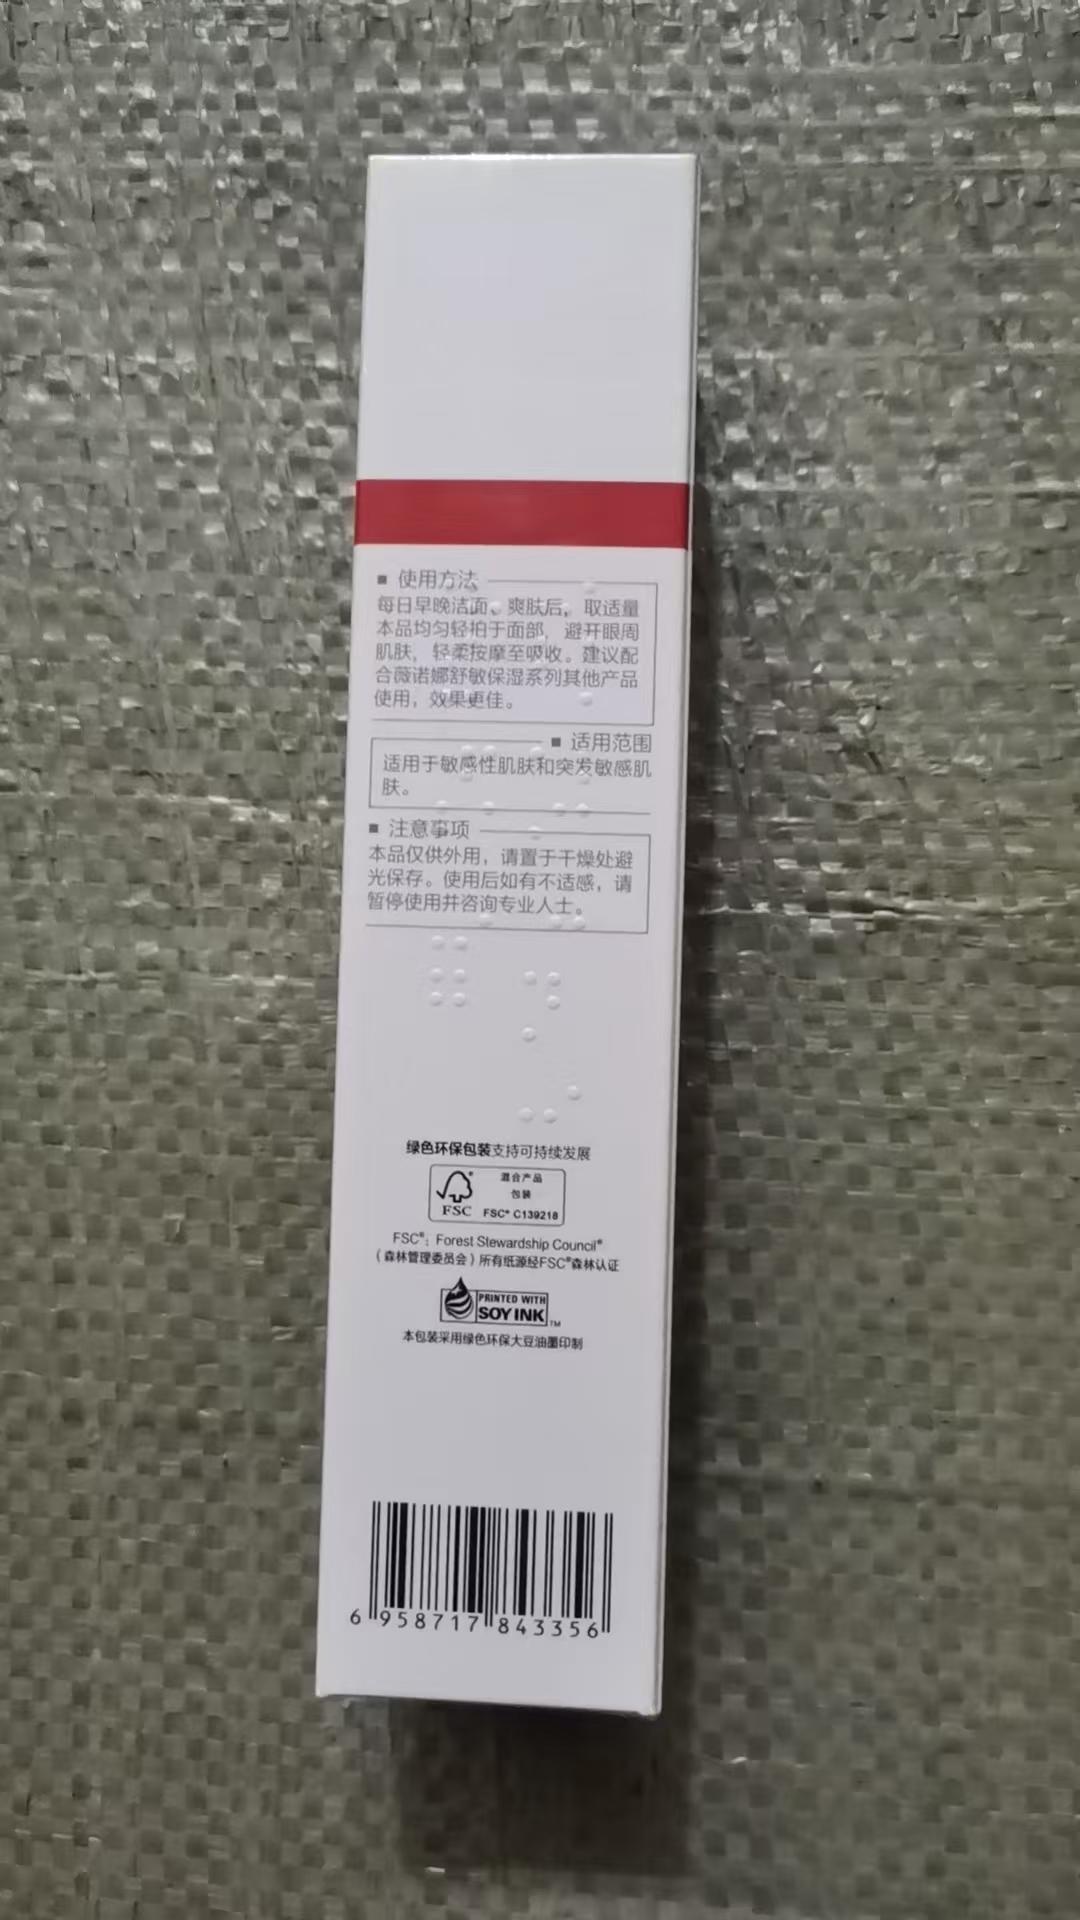 ■ 使用方法
每日早晚洁面、爽肤后，取适量
本品均匀轻拍于面部，避开眼周
肌肤，轻柔按摩至吸收。建议配
合薇诺娜舒敏保湿系列其他产品
使用，效果更佳。
■ 适用范围
适用于敏感性肌肤和突发敏感肌
肤。
■ 注意事项
本品仅供外用，请置于干燥处避
光保存。使用后如有不适感，请
暂停使用并咨询专业人士。
绿色环保包装支持可持续发展
混合产品
包装
FSC FSC® C139218
FSC®：Forest Stewardship Council®
（森林管理委员会）所有纸源经FSC®森林认证
PRINTED WITH
SOY INK™
本包装采用绿色环保大豆油墨印制
6 958717 843356